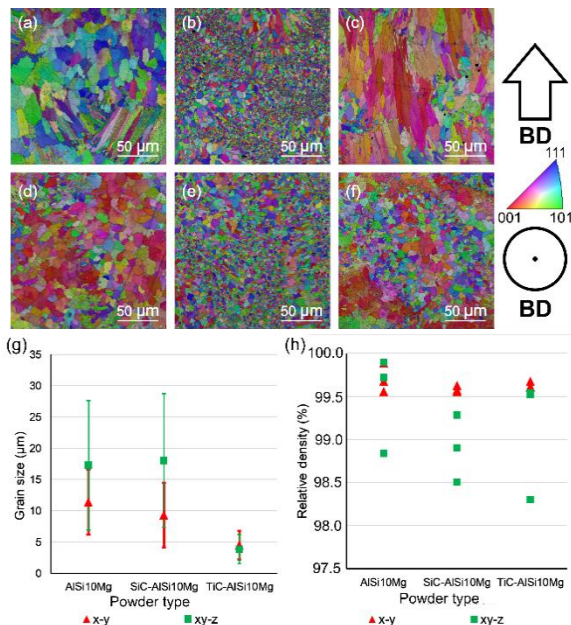 (a) (b) (c)
50 µm 50 µm 50 µm
BD
111
001 101
(d) (e) (f)
50 µm 50 µm 50 µm
BD
(g)
Grain size (µm)
35
30
25
20
15
10
5
0
AlSi10Mg SiC-AlSi10Mg TiC-AlSi10Mg
Powder type
x-y xy-z
(h)
Relative density (%)
100.0
99.5
99.0
98.5
98.0
97.5
AlSi10Mg SiC-AlSi10Mg TiC-AlSi10Mg
Powder type
x-y xy-z